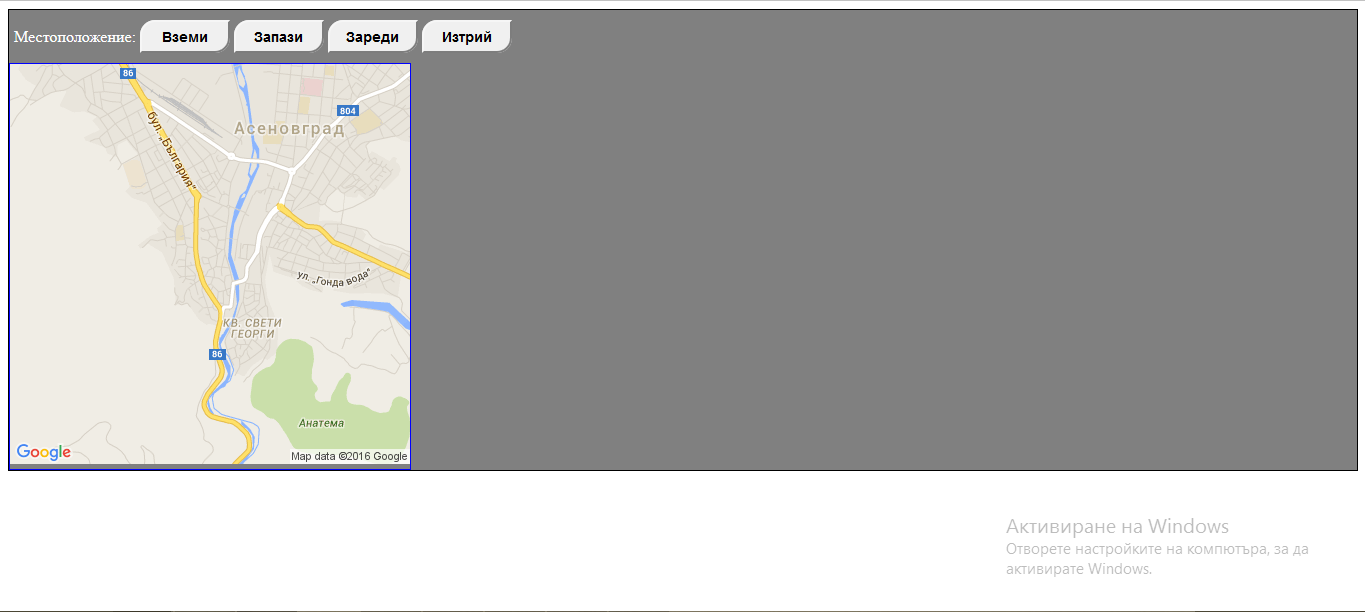 Местоположение: Вземи Запази Зареди Изтрий
86
804
Асеновград
бул. „България“
ул. „Гонда вода“
КВ. СВЕТИ
ГЕОРГИ
86
Анатема
Google
Map data ©2016 Google
Активиране на Windows
Отворете настройките на компютъра, за да
активирате Windows.